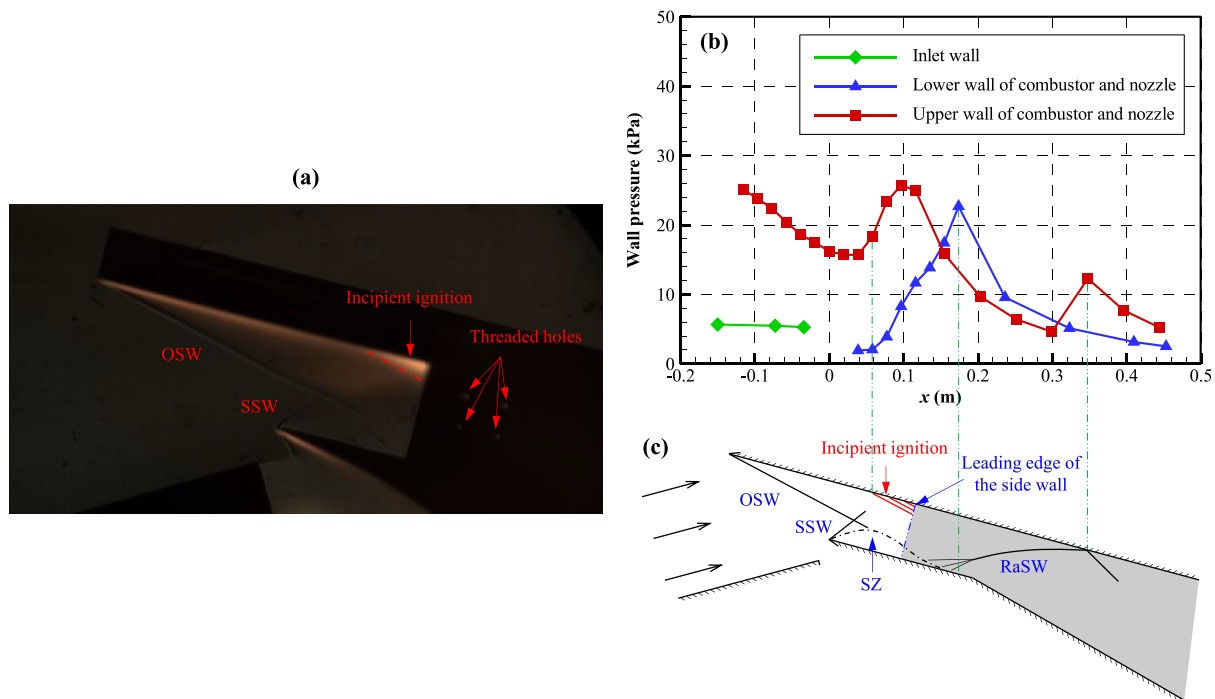 (a)
Incipient ignition
Threaded holes
OSW
SSW
(b)
Inlet wall
Lower wall of combustor and nozzle
Upper wall of combustor and nozzle
Wall pressure (kPa)
50
40
30
20
10
0
-0.2
-0.1
0
0.1
0.2
0.3
0.4
0.5
x (m)
(c)
Incipient ignition
Leading edge of
the side wall
OSW
SSW
SZ
RaSW